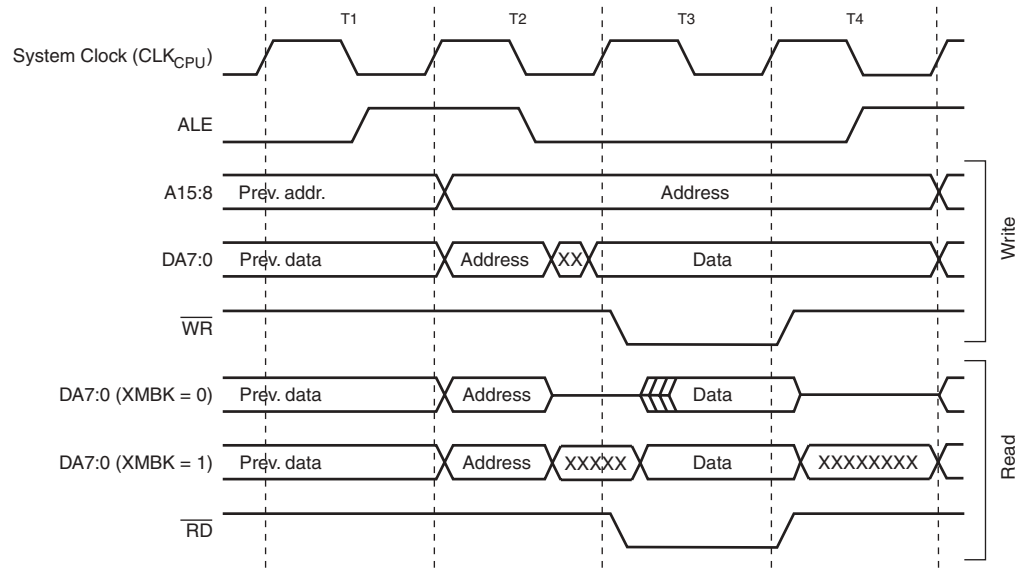 T1 T2 T3 T4
System Clock (CLKCPU)
ALE
A15:8 Prev. addr. Address
DA7:0 Prev. data Address XX Data
WR
Write
DA7:0 (XMBK = 0) Prev. data Address Data
DA7:0 (XMBK = 1) Prev. data Address XXXXX Data XXXXXXXX
RD
Read